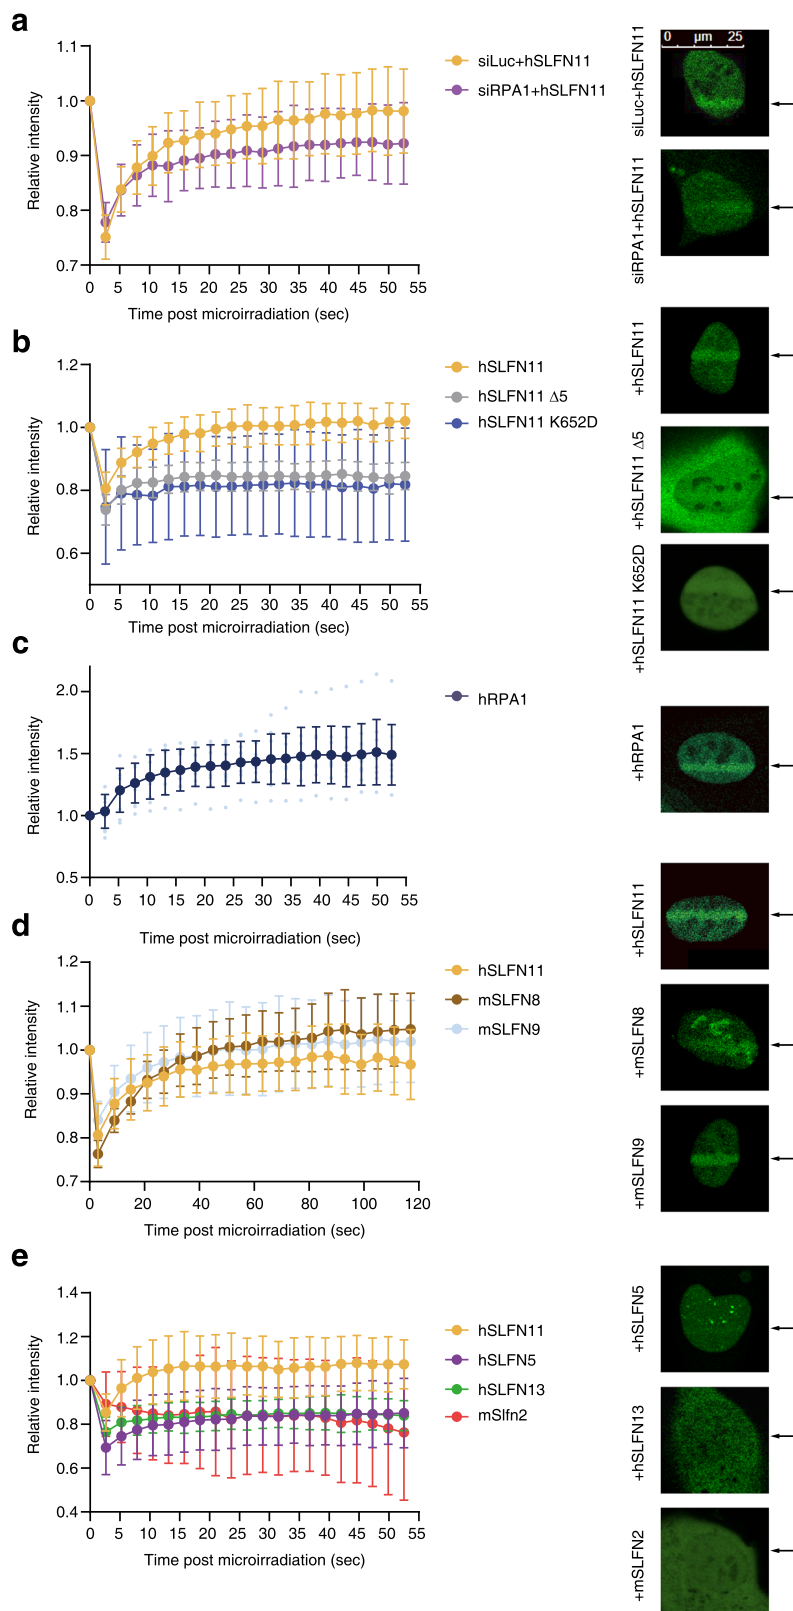 a
1.1
1.0
0.9
0.8
0.7
Relative intensity
0 5 10 15 20 25 30 35 40 45 50 55
Time post microirradiation (sec)
siLuc+hSLFN11
siRPA1+hSLFN11
0 μm 25
siLuc+hSLFN11
siRPA1+hSLFN11
b
1.2
1.0
0.8
0.6
Relative intensity
0 5 10 15 20 25 30 35 40 45 50 55
Time post microirradiation (sec)
hSLFN11
hSLFN11 Δ5
hSLFN11 K652D
+hSLFN11
+hSLFN11 Δ5
+hSLFN11 K652D
c
2.0
1.5
1.0
0.5
Relative intensity
0 5 10 15 20 25 30 35 40 45 50 55
Time post microirradiation (sec)
hRPA1
+hRPA1
d
1.2
1.1
1.0
0.9
0.8
0.7
Relative intensity
0 20 40 60 80 100 120
Time post microirradiation (sec)
hSLFN11
mSLFN8
mSLFN9
+hSLFN11
+mSLFN8
+mSLFN9
e
1.4
1.2
1.0
0.8
0.6
0.4
Relative intensity
0 5 10 15 20 25 30 35 40 45 50 55
Time post microirradiation (sec)
hSLFN11
hSLFN5
hSLFN13
mSlfn2
+hSLFN5
+hSLFN13
+mSLFN2